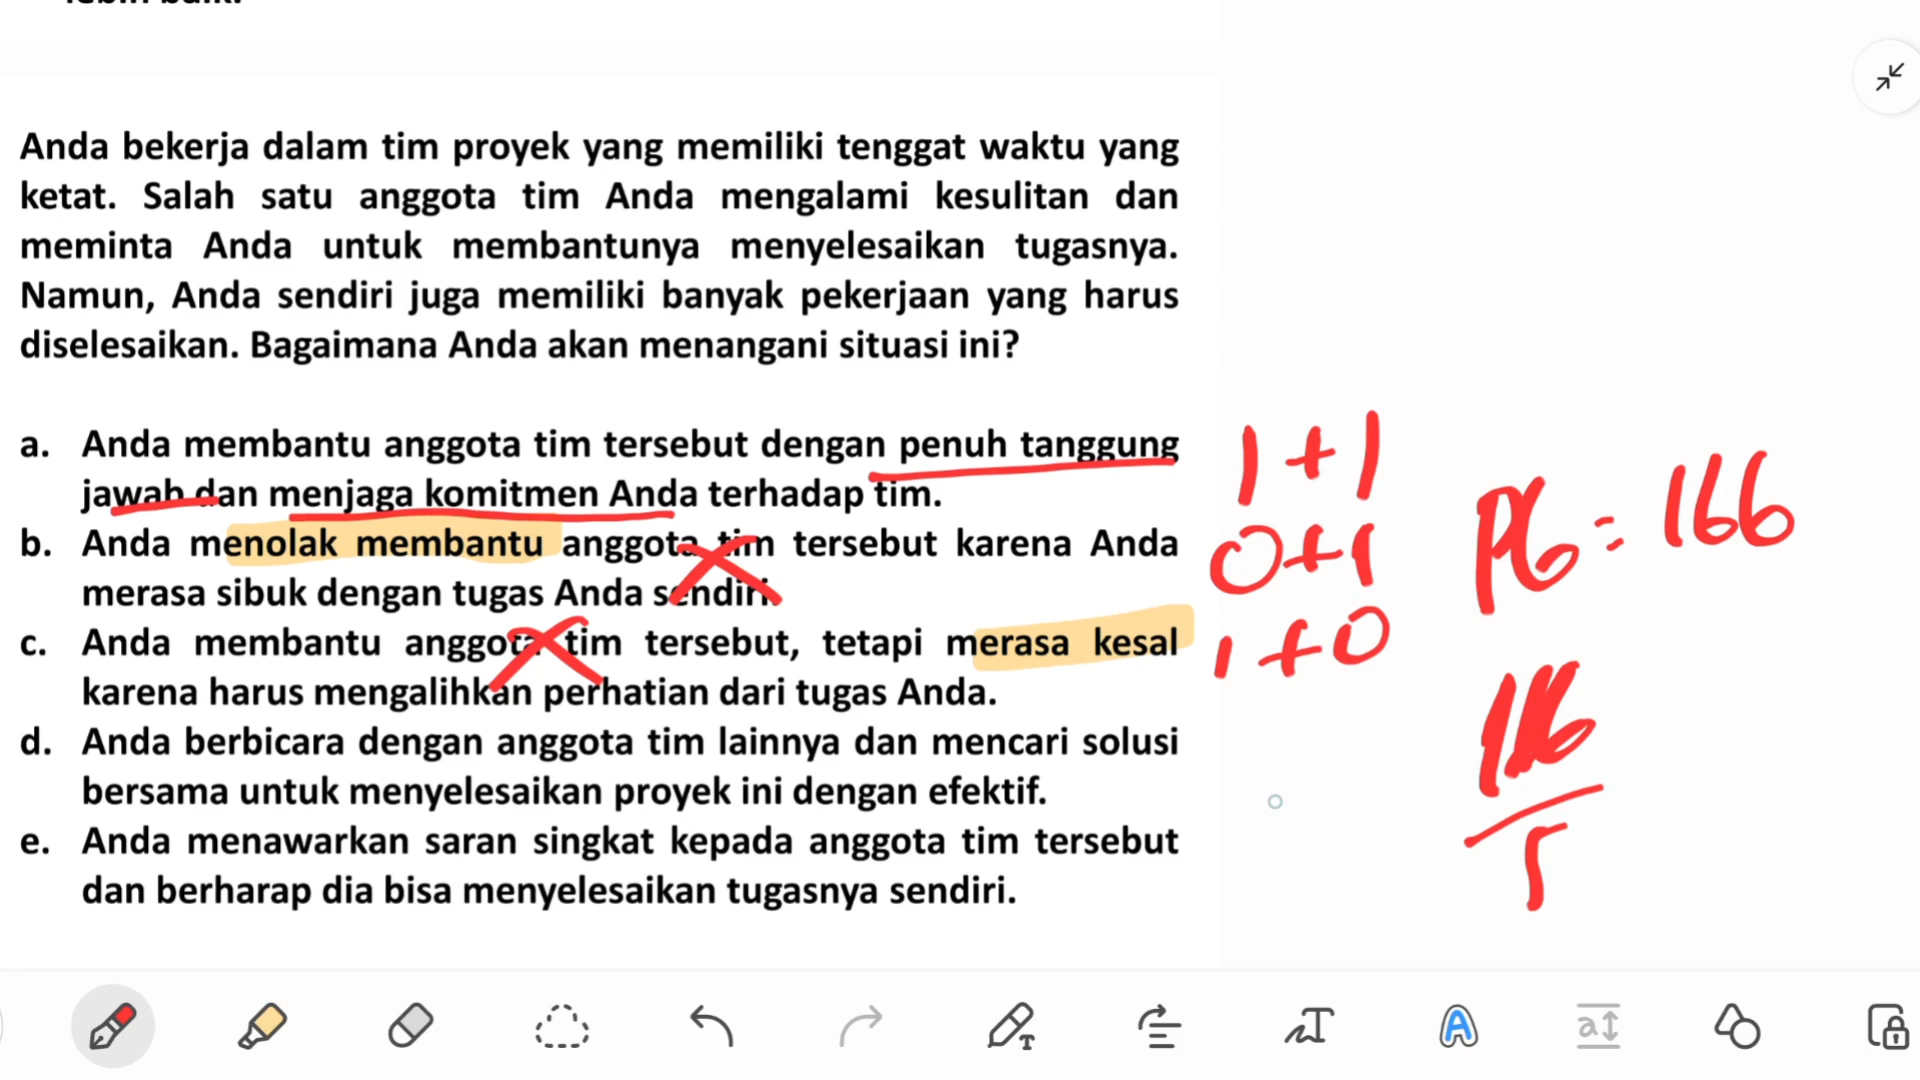 Anda bekerja dalam tim proyek yang memiliki tenggat waktu yang
ketat. Salah satu anggota tim Anda mengalami kesulitan dan
meminta Anda untuk membantunya menyelesaikan tugasnya.
Namun, Anda sendiri juga memiliki banyak pekerjaan yang harus
diselesaikan. Bagaimana Anda akan menangani situasi ini?
a. Anda membantu anggota tim tersebut dengan penuh tanggung
jawab dan menjaga komitmen Anda terhadap tim.
b. Anda menolak membantu anggota tim tersebut karena Anda
merasa sibuk dengan tugas Anda sendiri.
c. Anda membantu anggota tim tersebut, tetapi merasa kesal
karena harus mengalihkan perhatian dari tugas Anda.
d. Anda berbicara dengan anggota tim lainnya dan mencari solusi
bersama untuk menyelesaikan proyek ini dengan efektif.
e. Anda menawarkan saran singkat kepada anggota tim tersebut
dan berharap dia bisa menyelesaikan tugasnya sendiri.
1+1
0+1
1+0
PG = 166
5